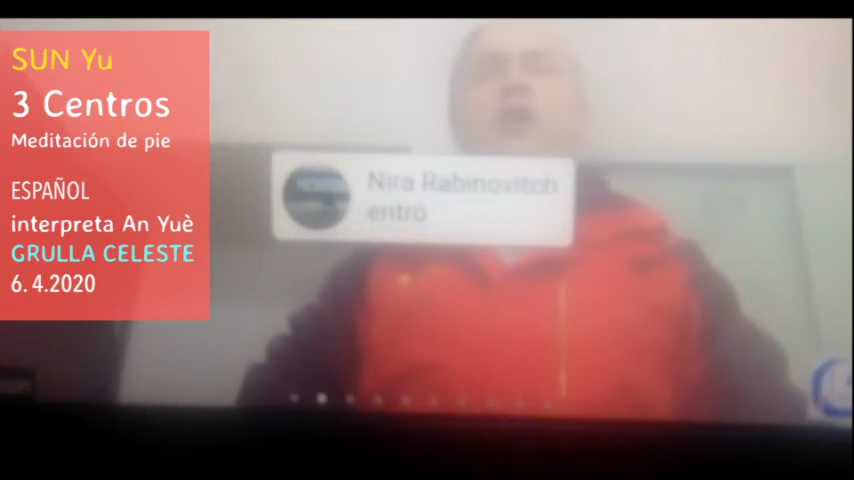 SUN Yu
3 Centros
Meditación de pie
ESPAÑOL
interpreta An Yuè
GRULLA CELESTE
6.4.2020
Nira Rabinovitch
entró